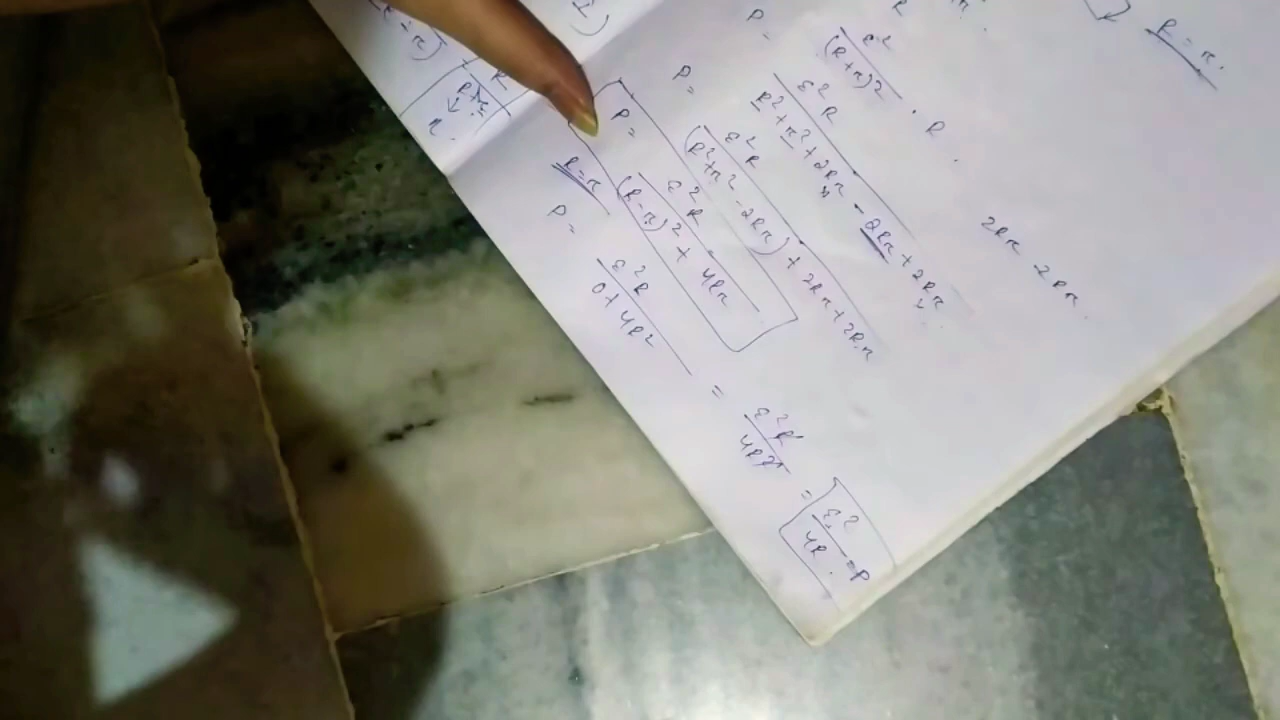 R = r.
P = ε² / (R+r)² . R.
P = ε²R / R² + r² + 2Rr - 2Rr + 2Rr
2Rr 2Rr
ε²R / (R² + r² - 2Rr) + 2Rr + 2Rr
P = ε²R / (R-r)² + 4Rr
R = r
P = ε²R / 0 + 4R² = ε²R / 4R² = ε² / 4R. = P